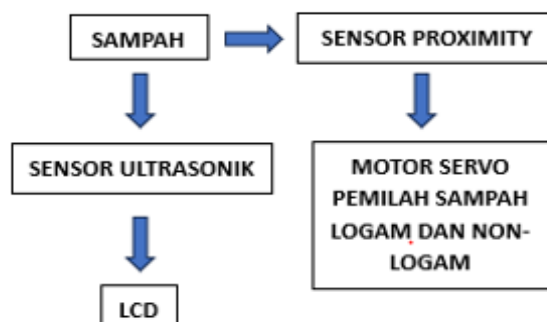 SAMPAH
SENSOR PROXIMITY
SENSOR ULTRASONIK
MOTOR SERVO
PEMILAH SAMPAH
LOGAM DAN NON-
LOGAM
LCD